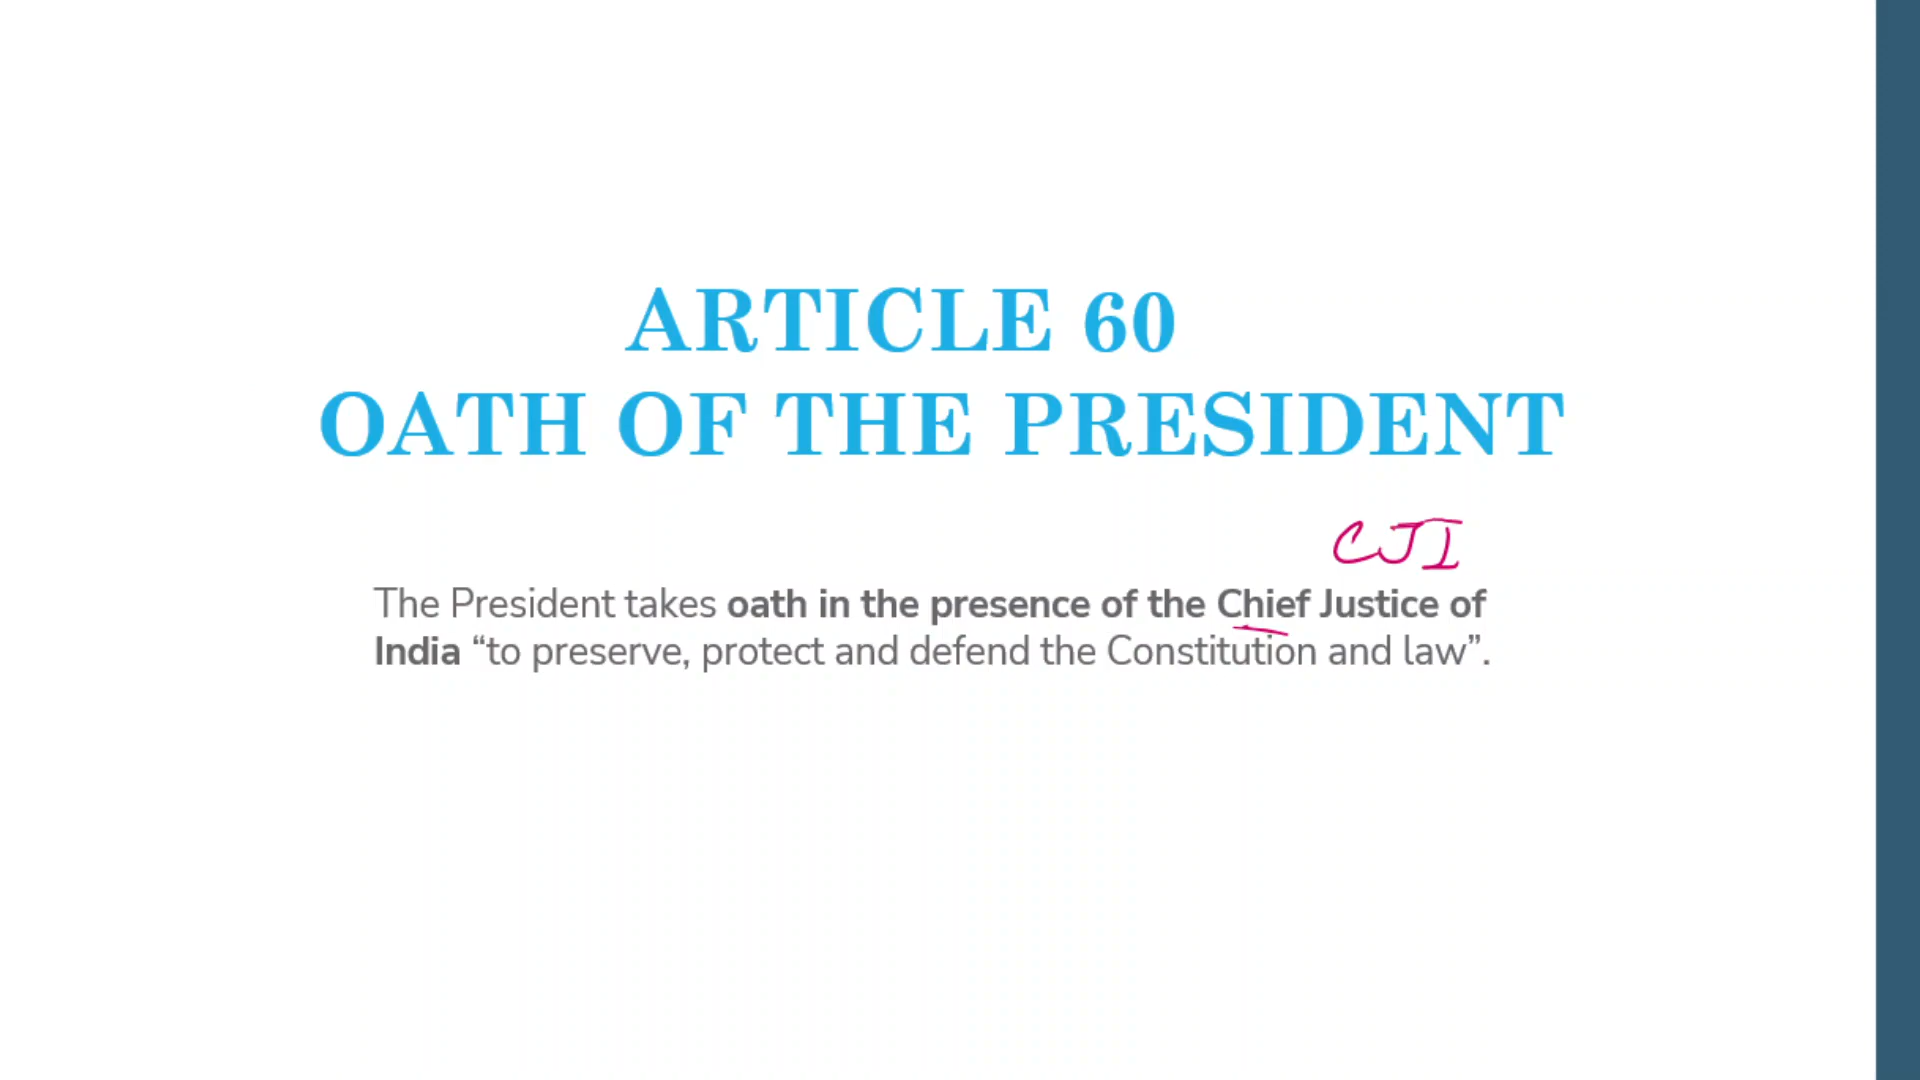 ARTICLE 60
OATH OF THE PRESIDENT
CJI
The President takes oath in the presence of the Chief Justice of
India “to preserve, protect and defend the Constitution and law”.